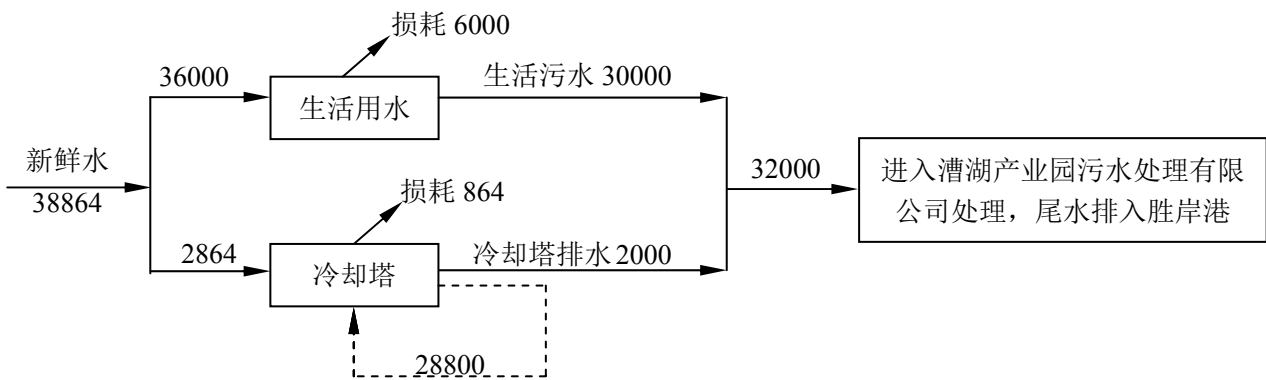 损耗 6000
36000
生活污水 30000
生活用水
新鲜水
38864
32000
进入漕湖产业园污水处理有限
公司处理，尾水排入胜岸港
损耗 864
2864
冷却塔排水 2000
冷却塔
28800